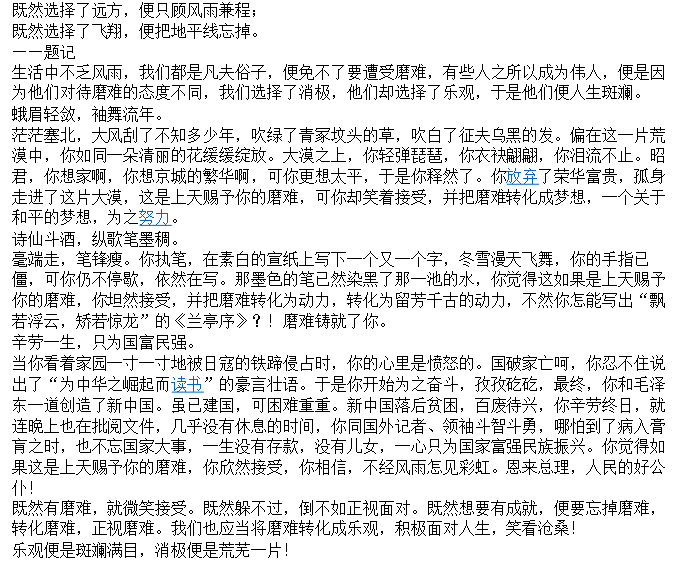 既然选择了远方，便只顾风雨兼程；
既然选择了飞翔，便把地平线忘掉。
——题记
生活中不乏风雨，我们都是凡夫俗子，便免不了要遭受磨难，有些人之所以成为伟人，便是因
为他们对待磨难的态度不同，我们选择了消极，他们却选择了乐观，于是他们便人生斑斓。
蛾眉轻敛，袖舞流年。
茫茫塞北，大风刮了不知多少年，吹绿了青冢坟头的草，吹白了征夫乌黑的发。偏在这一片荒
漠中，你如同一朵清丽的花缓缓绽放。大漠之上，你轻弹琵琶，你衣袂翩翩，你泪流不止。昭
君，你想家啊，你想京城的繁华啊，可你更想太平，于是你释然了。你放弃了荣华富贵，孤身
走进了这片大漠，这是上天赐予你的磨难，可你却笑着接受，并把磨难转化成梦想，一个关于
和平的梦想，为之努力。
诗仙斗酒，纵歌笔墨稠。
毫端走，笔锋瘦。你执笔，在素白的宣纸上写下一个又一个字，冬雪漫天飞舞，你的手指已
僵，可你仍不停歇，依然在写。那墨色的笔已然染黑了那一池的水，你觉得这如果是上天赐予
你的磨难，你坦然接受，并把磨难转化为动力，转化为留芳千古的动力，不然你怎能写出“飘
若浮云，矫若惊龙”的《兰亭序》？！磨难铸就了你。
辛劳一生，只为国富民强。
当你看着家园一寸一寸地被日寇的铁蹄侵占时，你的心里是愤怒的。国破家亡呵，你忍不住说
出了“为中华之崛起而读书”的豪言壮语。于是你开始为之奋斗，孜孜矻矻，最终，你和毛泽
东一道创造了新中国。虽已建国，可困难重重。新中国落后贫困，百废待兴，你辛劳终日，就
连晚上也在批阅文件，几乎没有休息的时间，你同国外记者、领袖斗智斗勇，哪怕到了病入膏
肓之时，也不忘国家大事，一生没有存款，没有儿女，一心只为国家富强民族振兴。你觉得如
果这是上天赐予你的磨难，你欣然接受，你相信，不经风雨怎见彩虹。恩来总理，人民的好公
仆！
既然有磨难，就微笑接受。既然躲不过，倒不如正视面对。既然想要有成就，便要忘掉磨难，
转化磨难，正视磨难。我们也应当将磨难转化成乐观，积极面对人生，笑看沧桑！
乐观便是斑斓满目，消极便是荒芜一片！